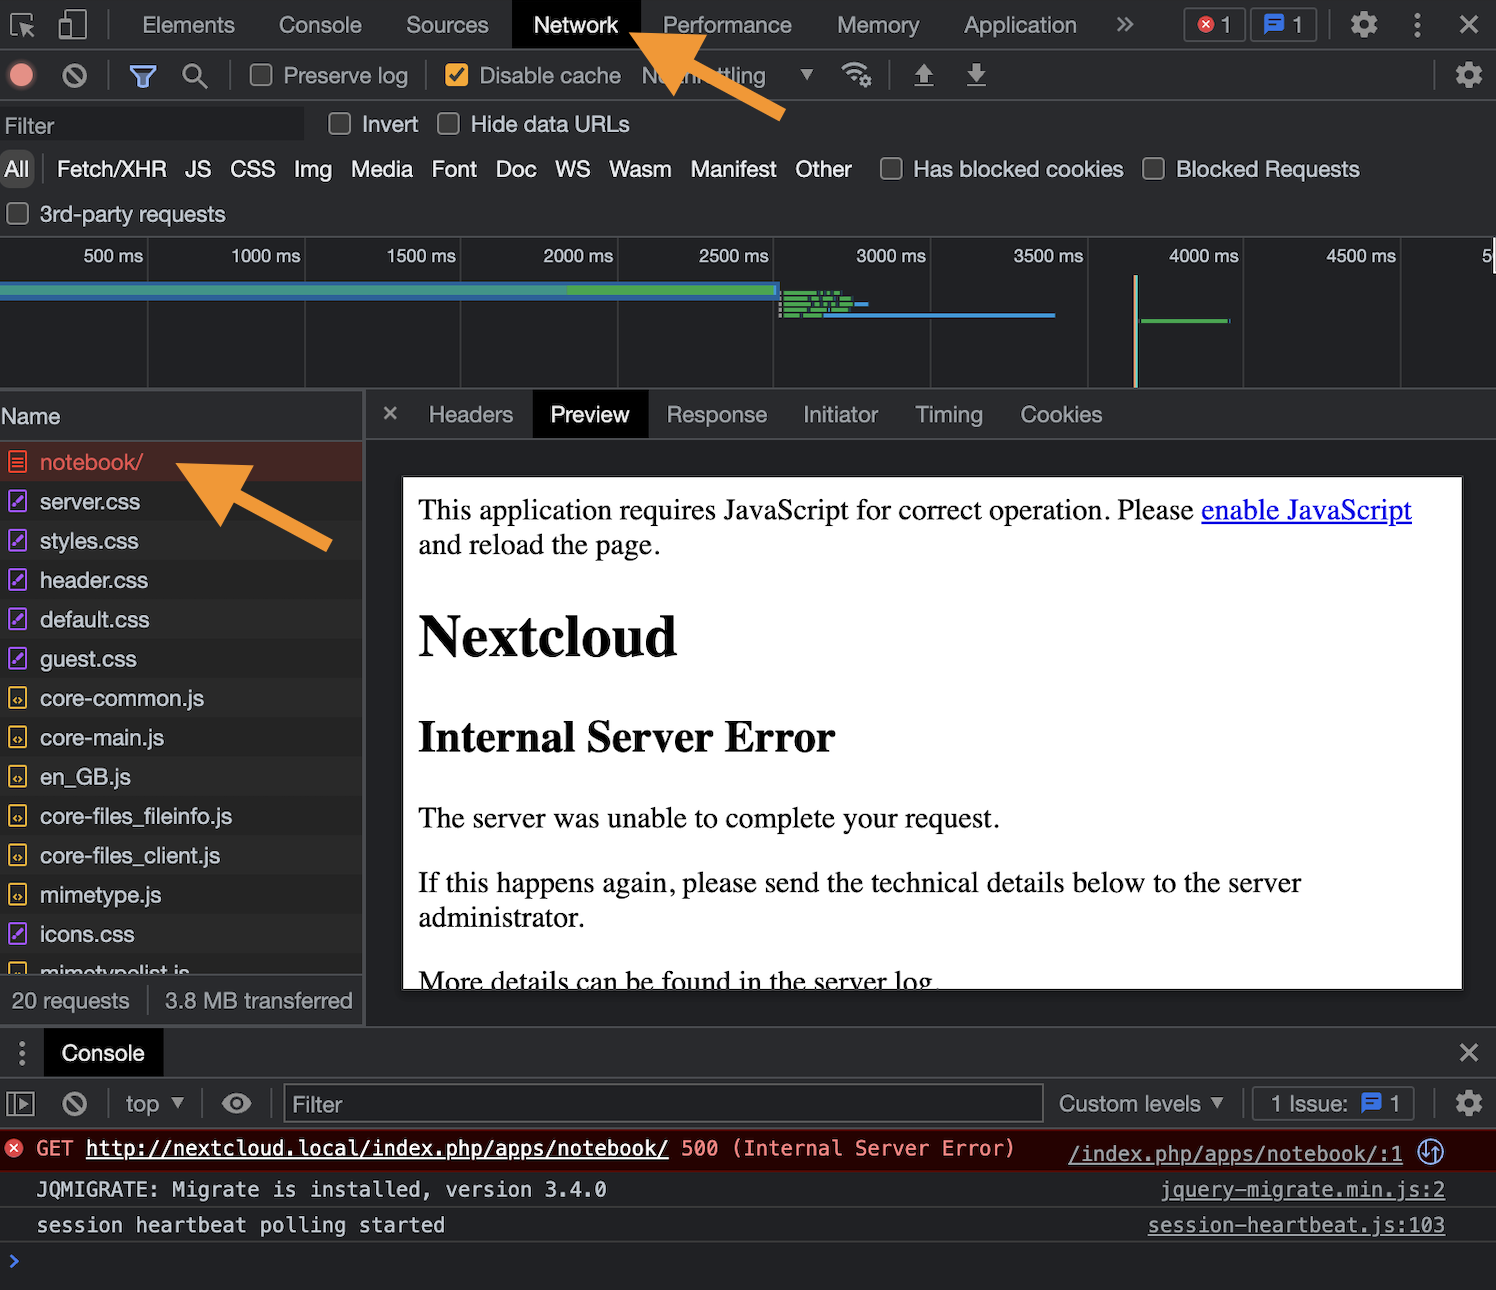 Elements Console Sources Network Performance Memory Application 1 1
Preserve log Disable cache No throttling
Filter Invert Hide data URLs
All Fetch/XHR JS CSS Img Media Font Doc WS Wasm Manifest Other Has blocked cookies Blocked Requests
3rd-party requests
500 ms 1000 ms 1500 ms 2000 ms 2500 ms 3000 ms 3500 ms 4000 ms 4500 ms
Name
Headers Preview Response Initiator Timing Cookies
notebook/
server.css
styles.css
header.css
default.css
guest.css
core-common.js
core-main.js
en_GB.js
core-files_fileinfo.js
core-files_client.js
mimetype.js
icons.css
mimetypelist.js
20 requests 3.8 MB transferred
This application requires JavaScript for correct operation. Please enable JavaScript
and reload the page.
Nextcloud
Internal Server Error
The server was unable to complete your request.
If this happens again, please send the technical details below to the server
administrator.
More details can be found in the server log.
Console
top Filter Custom levels 1 Issue: 1
GET http://nextcloud.local/index.php/apps/notebook/ 500 (Internal Server Error) /index.php/apps/notebook/:1
JQMIGRATE: Migrate is installed, version 3.4.0 jquery-migrate.min.js:2
session heartbeat polling started session-heartbeat.js:103